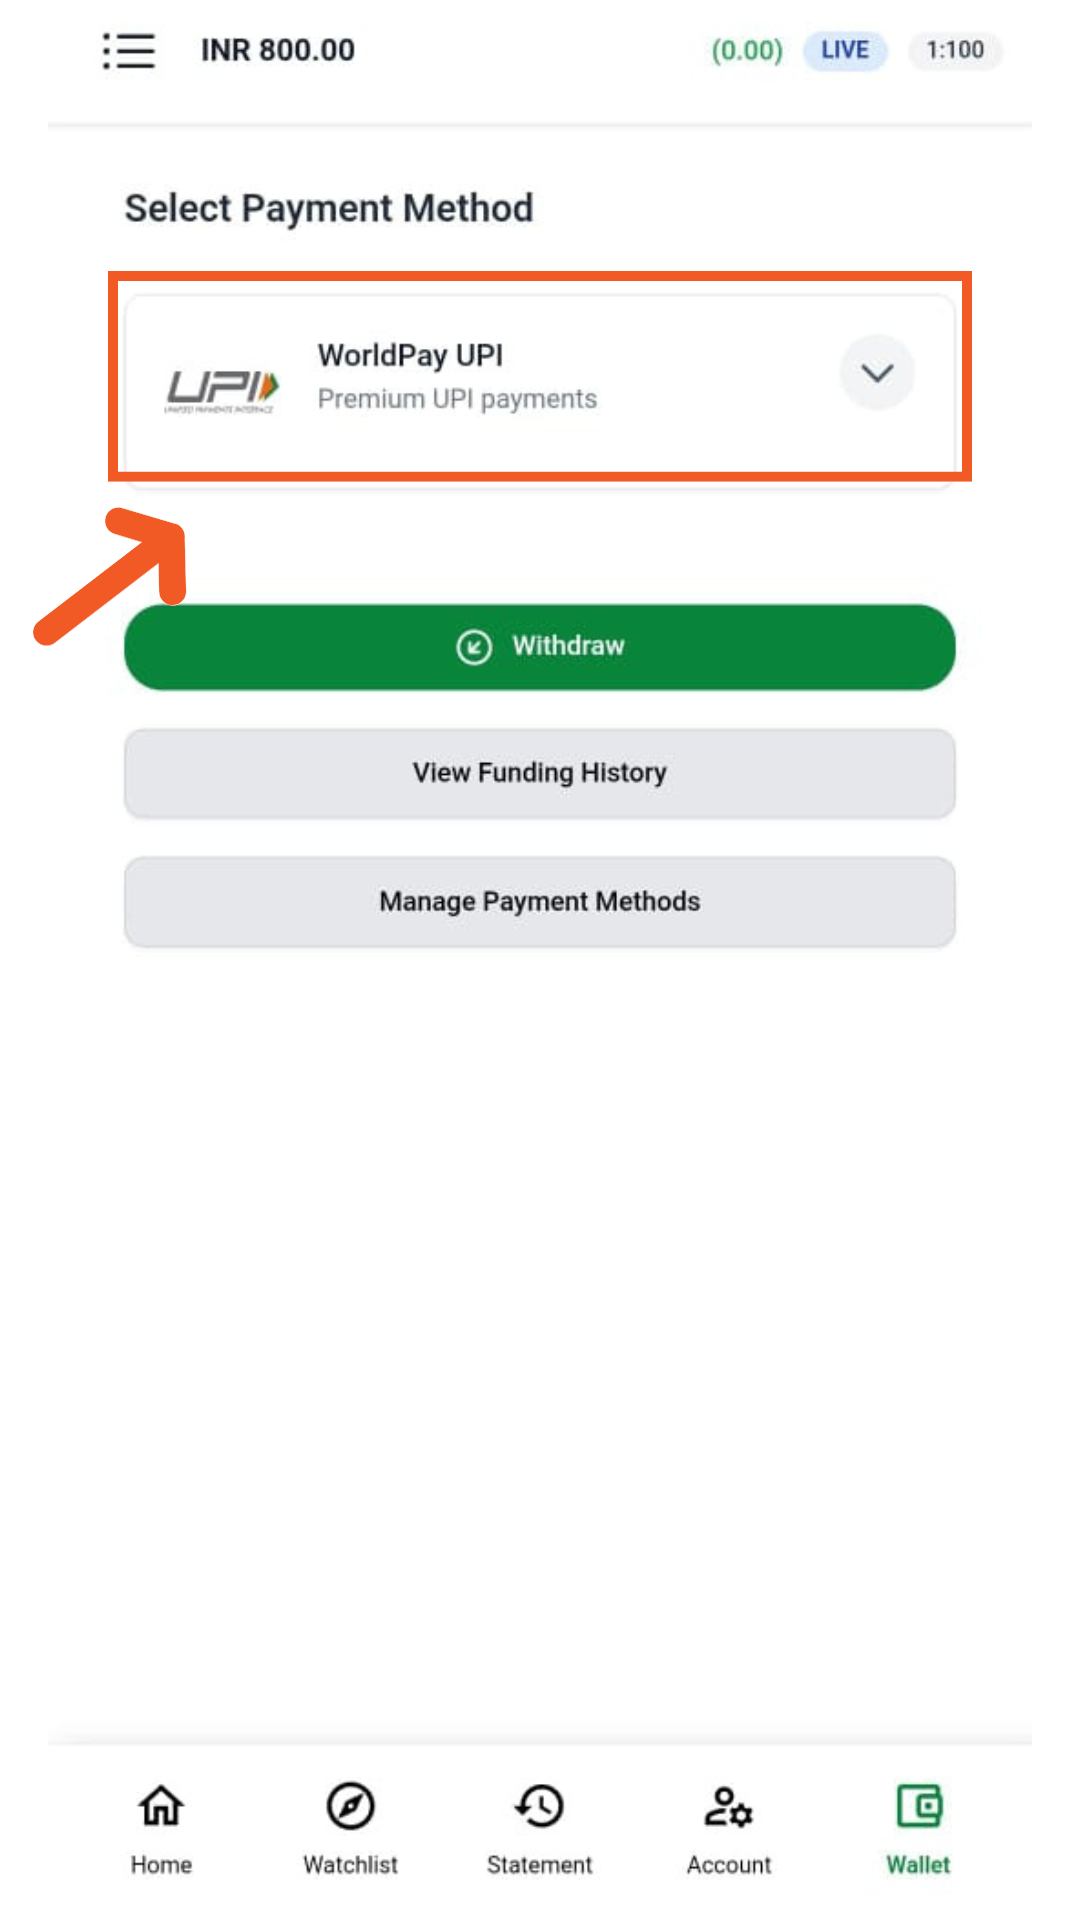 INR 800.00 (0.00) LIVE 1:100
Select Payment Method
WorldPay UPI
UPI
Premium UPI payments
UNIFIED PAYMENTS INTERFACE
Withdraw
View Funding History
Manage Payment Methods
Home Watchlist Statement Account Wallet